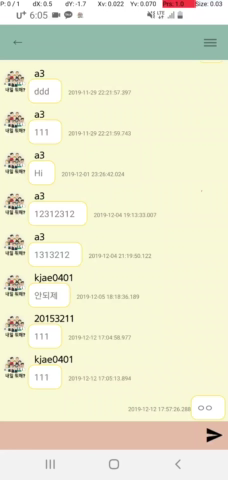 P: 0 / 1 dX: 0.5 dY: -1.7 Xv: 0.022 Yv: 0.070 Prs: 1.0 Size: 0.03
U+ 6:05 LTE
a3
ddd
2019-11-29 22:21:57.397
a3
111
2019-11-29 22:21:59.743
a3
Hi
2019-12-01 23:26:42.024
a3
12312312
2019-12-04 19:13:33.007
a3
1313212
2019-12-04 21:19:50.122
kjae0401
안되제
2019-12-05 18:18:36.189
20153211
111
2019-12-12 17:04:58.977
kjae0401
111
2019-12-12 17:05:13.894
2019-12-12 17:57:26.288
ㅇㅇ